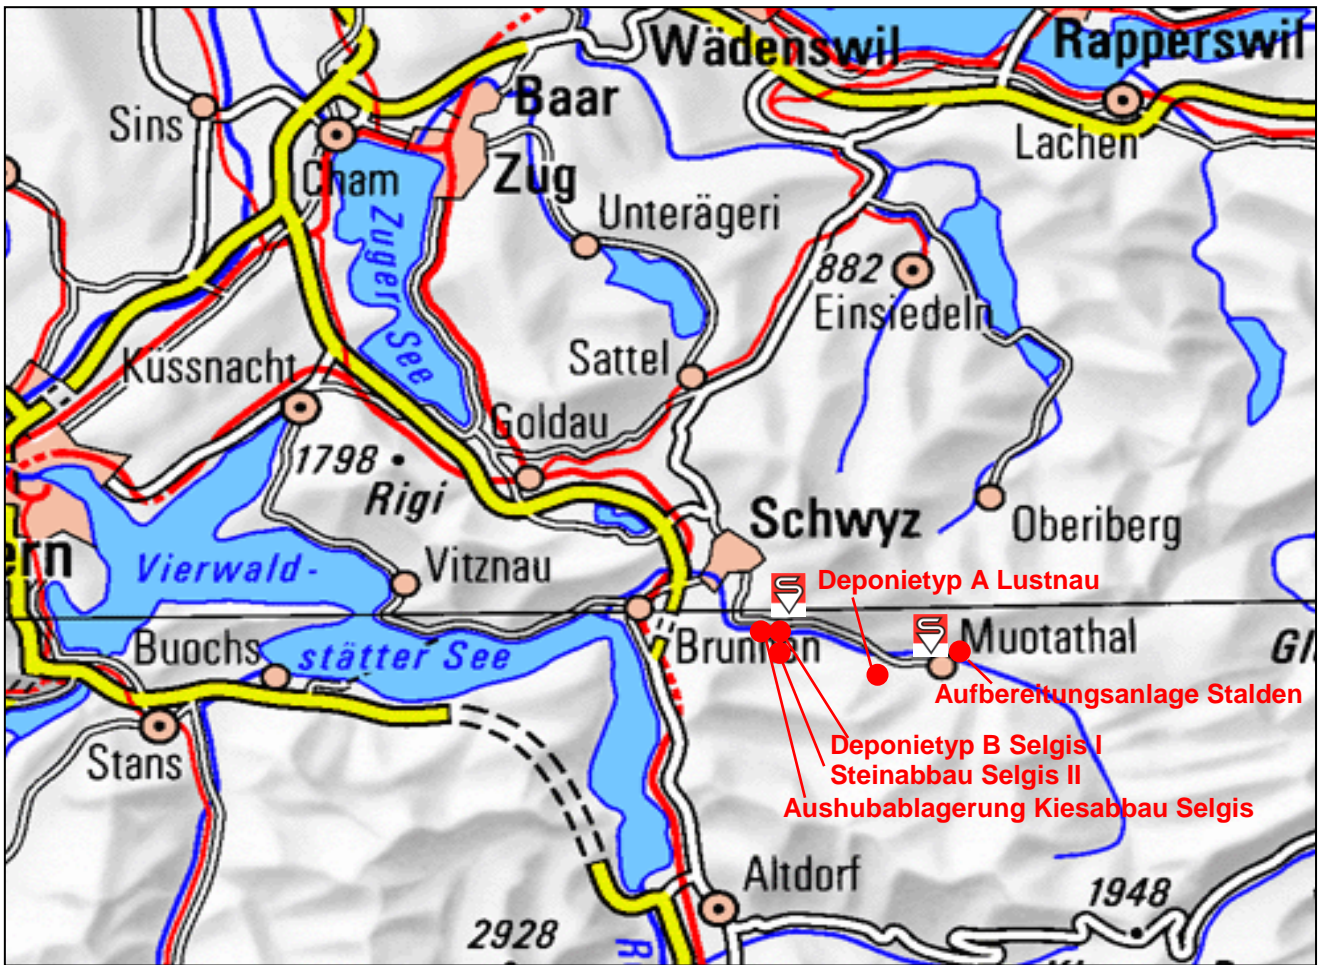 Wädenswil
Rapperswil
Baar
Sins
Lachen
Cham
Zug
Unterägeri
Zuger
See
882
Einsiedeln
Küssnacht
Sattel
Goldau
1798
Rigi
Schwyz
Oberiberg
ern
Vierwald-
Vitznau
Deponietyp A Lustnau
Buochs
stätter See
Brunnen
Muotathal
Gl
Aufbereitungsanlage Stalden
Stans
Deponietyp B Selgis I
Steinabbau Selgis II
Aushubablagerung Kiesabbau Selgis
Altdorf
1948
2928